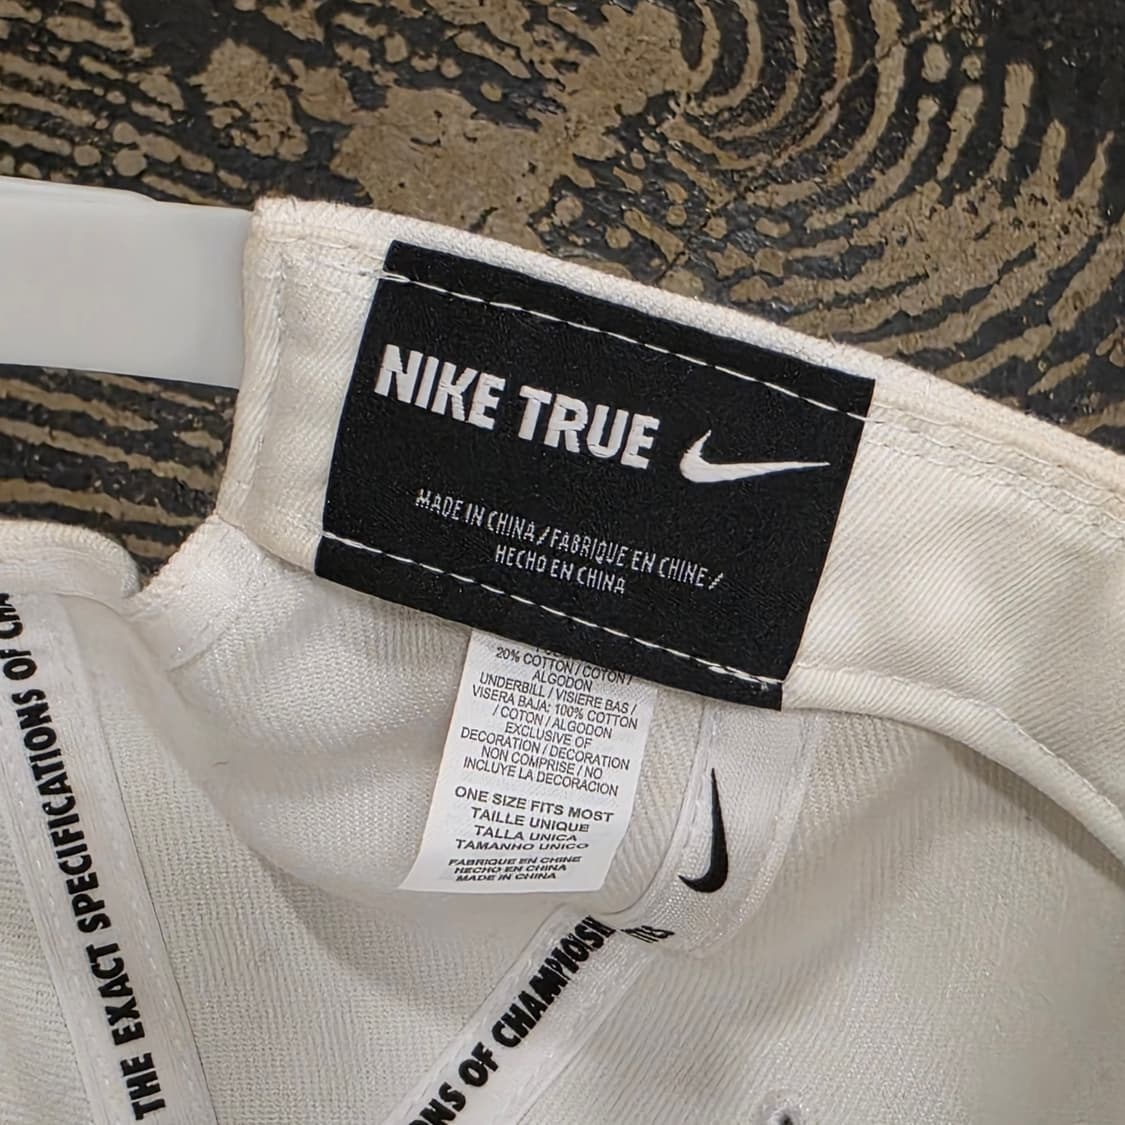 NIKE TRUE
MADE IN CHINA / FABRIQUE EN CHINE /
HECHO EN CHINA
20% COTTON / COTON /
ALGODON
UNDERBILL / VISIERE BAS /
VISERA BAJA: 100% COTTON
/ COTON / ALGODON
EXCLUSIVE OF
DECORATION / DECORATION
NON COMPRISE / NO
INCLUYE LA DECORACION
ONE SIZE FITS MOST
TAILLE UNIQUE
TALLA UNICA
TAMANHO UNICO
FABRIQUE EN CHINE
HECHO EN CHINA
MADE IN CHINA
THE EXACT SPECIFICATIONS OF CHA
ONS OF CHAMPIOSH